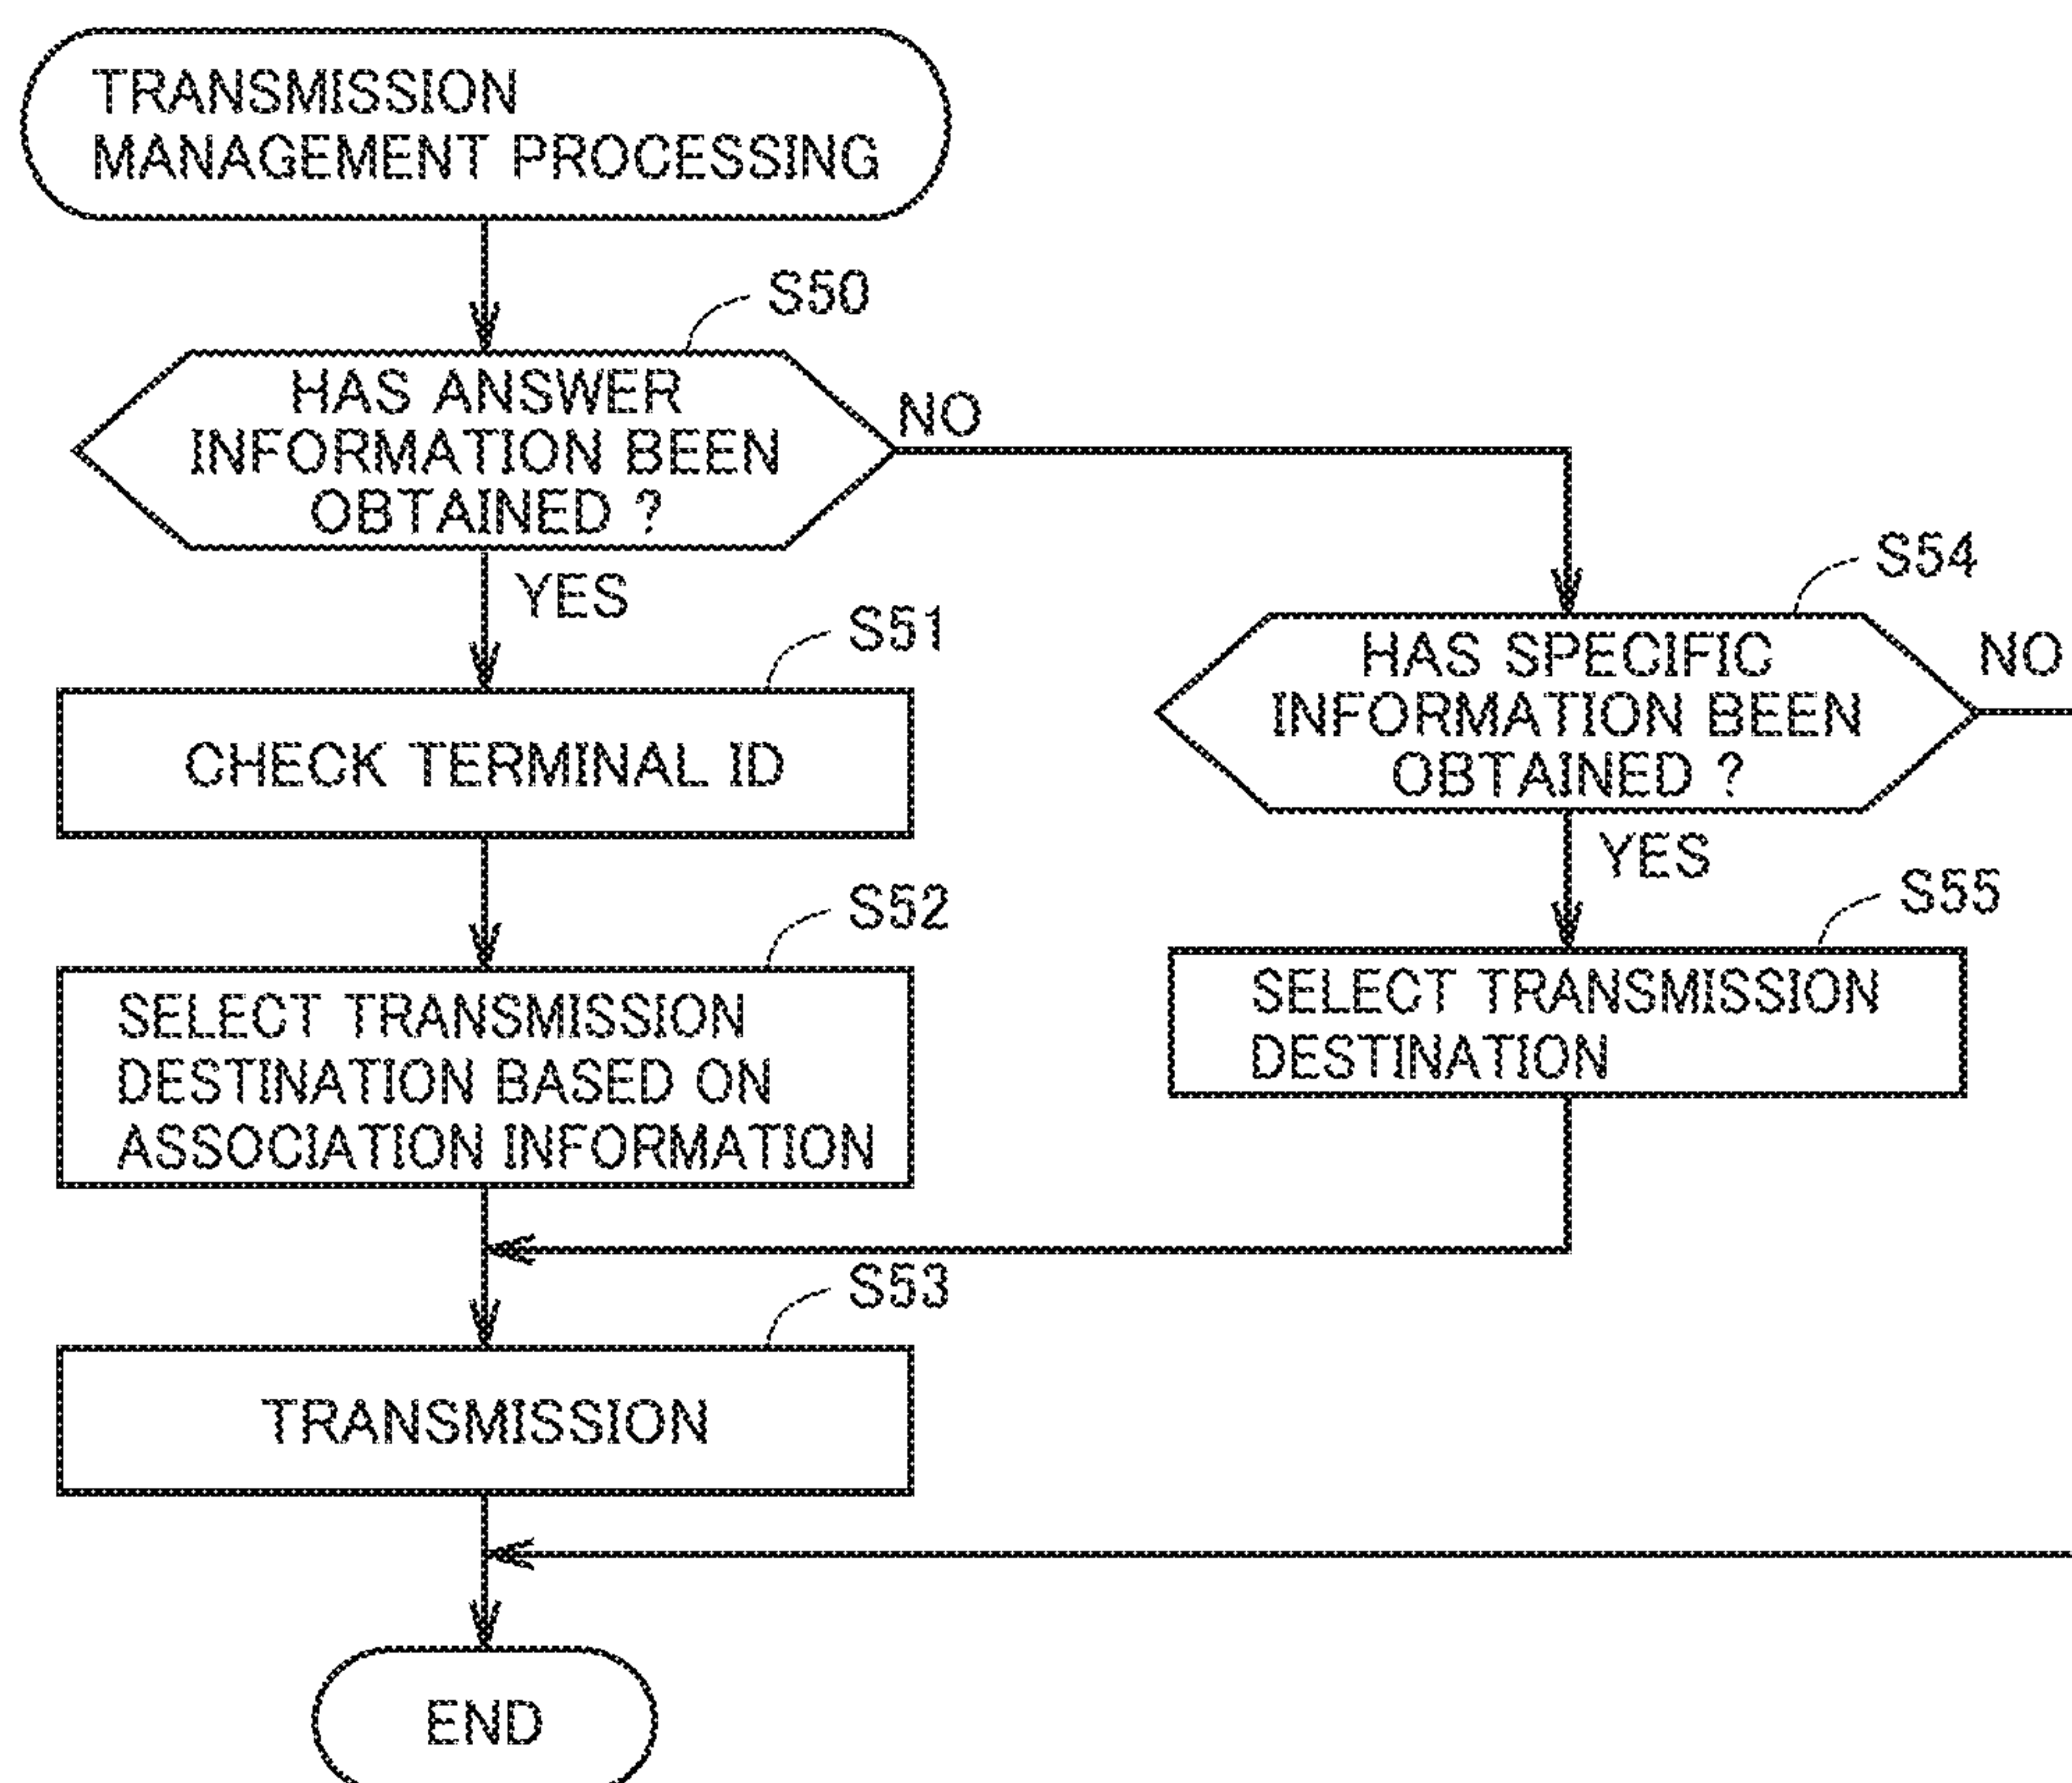 TRANSMISSION
MANAGEMENT PROCESSING
S50
HAS ANSWER
INFORMATION BEEN
OBTAINED ?
NO
YES
S51
CHECK TERMINAL ID
S52
SELECT TRANSMISSION
DESTINATION BASED ON
ASSOCIATION INFORMATION
S54
HAS SPECIFIC
INFORMATION BEEN
OBTAINED ?
NO
YES
S55
SELECT TRANSMISSION
DESTINATION
S53
TRANSMISSION
END